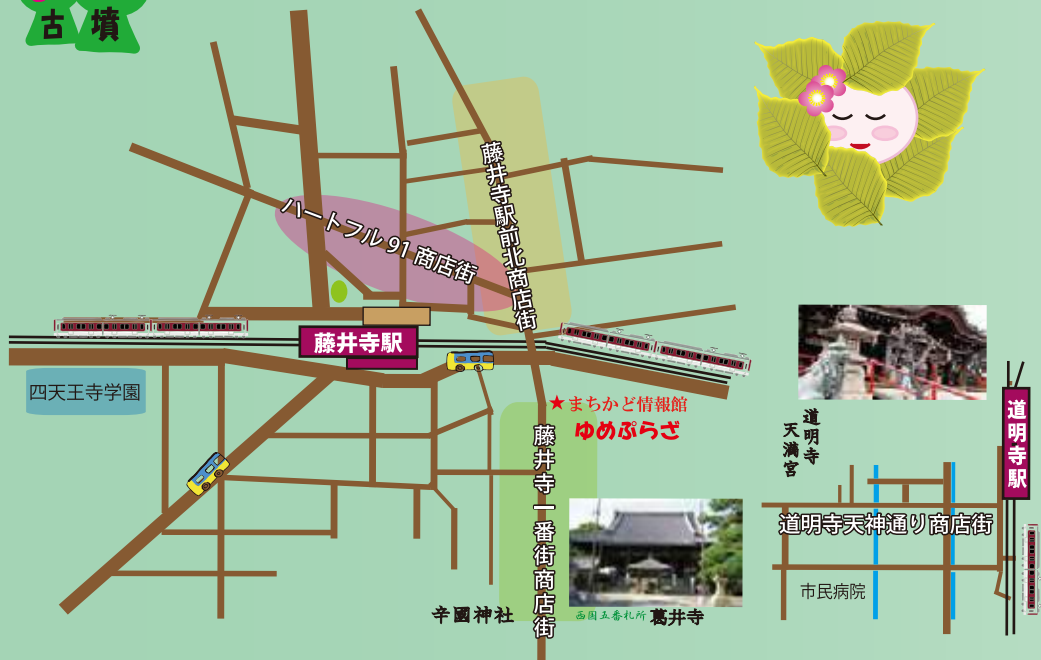 古墳
藤井寺駅前北商店街
ハートフル91商店街
藤井寺駅
四天王寺学園
★まちかど情報館
ゆめぷらざ
藤井寺一番街商店街
辛國神社
西国五番札所 葛井寺
道明寺
天満宮
道明寺駅
道明寺天神通り商店街
市民病院